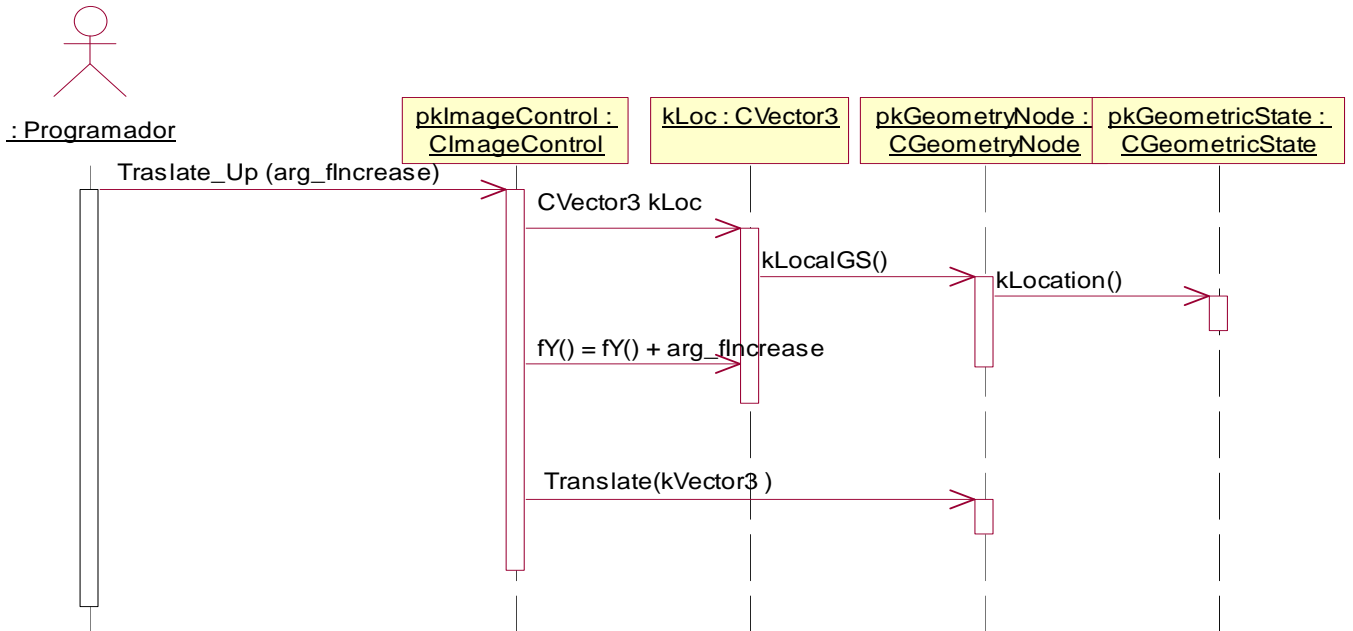 : Programador
pkImageControl :
CImageControl
kLoc : CVector3
pkGeometryNode :
CGeometryNode
pkGeometricState :
CGeometricState
Traslate_Up (arg_fIncrease)
CVector3 kLoc
kLocalGS()
kLocation()
fY() = fY() + arg_fIncrease
Translate(kVector3 )